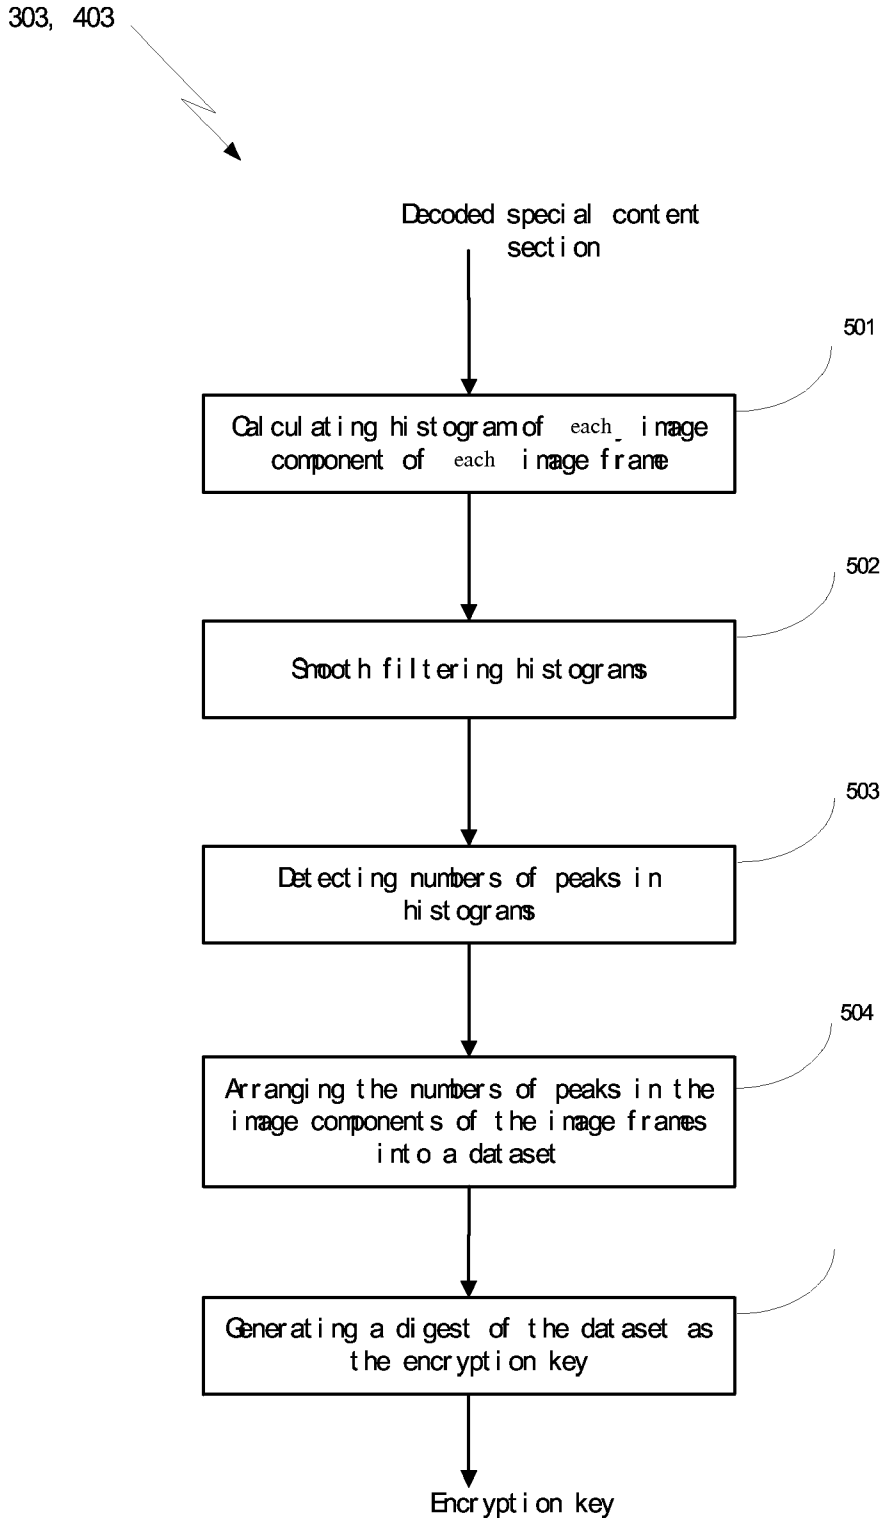 303, 403
Decoded special content
section
501
Calculating histogram of each image
component of each image frame
502
Smooth filtering histograms
503
Detecting numbers of peaks in
histograms
504
Arranging the numbers of peaks in the
image components of the image frames
into a dataset
Generating a digest of the dataset as
the encryption key
Encryption key